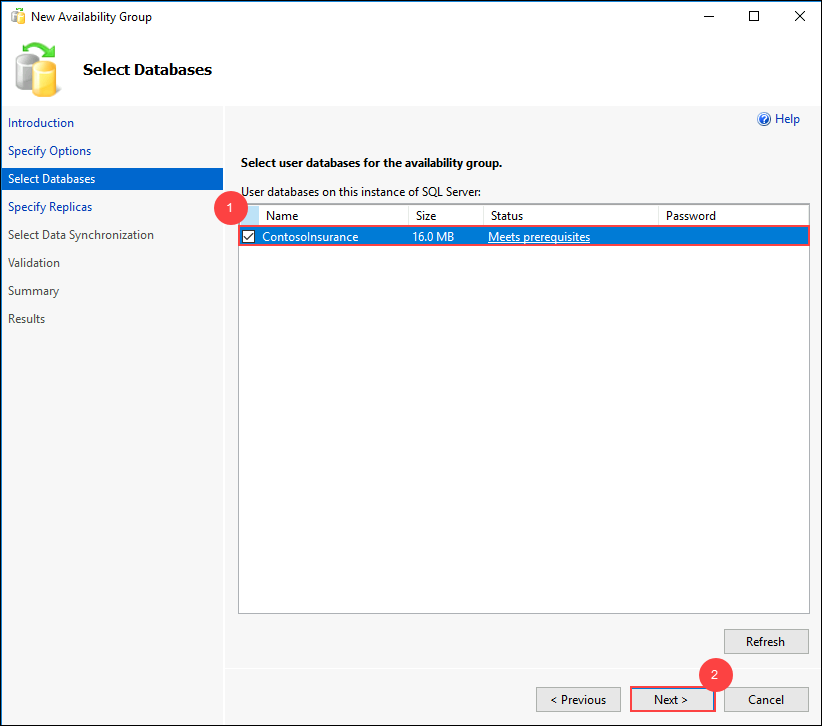 New Availability Group
Select Databases
Introduction
Specify Options
Select Databases
Specify Replicas
Select Data Synchronization
Validation
Summary
Results
Help
Select user databases for the availability group.
User databases on this instance of SQL Server:
1
Name Size Status Password
ContosoInsurance 16.0 MB Meets prerequisites
Refresh
2
< Previous Next > Cancel